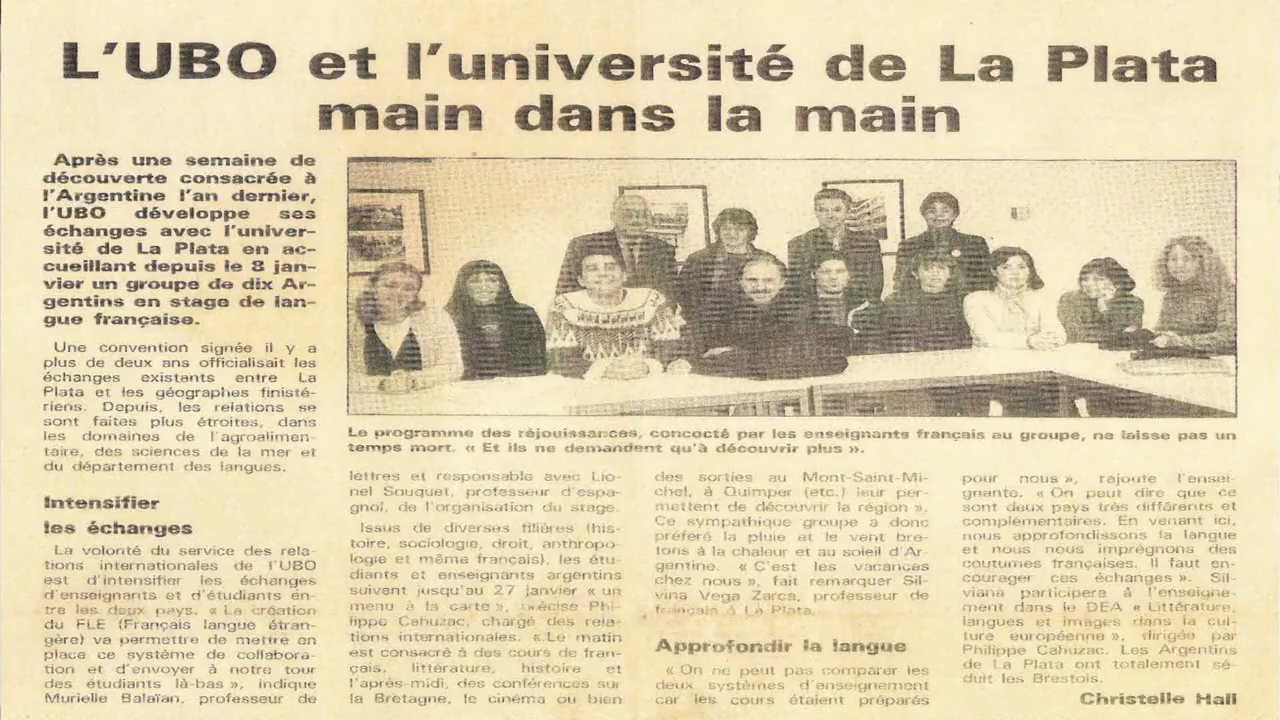 L'UBO et l'université de La Plata
main dans la main
Après une semaine de
découverte consacrée à
l'Argentine l'an dernier,
l'UBO développe ses
échanges avec l'univer-
sité de La Plata en ac-
cueillant depuis le 8 jan-
vier un groupe de dix Ar-
gentins en stage de lan-
gue française.
Une convention signée il y a
plus de deux ans officialisait les
échanges existants entre La
Plata et les géographes finisté-
riens. Depuis, les relations se
sont faites plus étroites, dans
les domaines de l'agroalimen-
taire, des sciences de la mer et
du département des langues.
Intensifier
les échanges
La volonté du service des rela-
tions internationales de l'UBO
est d'intensifier les échanges
d'enseignants et d'étudiants en-
tre les deux pays. « La création
du FLE (Français langue étran-
gère) va permettre de mettre en
place ce système de collabora-
tion et d'envoyer à notre tour
des étudiants là-bas », indique
Murielle Balaïan, professeur de
Le programme des réjouissances, concocté par les enseignants français au groupe, ne laisse pas un
temps mort. « Et ils ne demandent qu'à découvrir plus ».
lettres et responsable avec Lio-
nel Souquet, professeur d'espa-
gnol, de l'organisation du stage.
Issus de diverses filières (his-
toire, sociologie, droit, anthropo-
logie et même français), les étu-
diants et enseignants argentins
suivent jusqu'au 27 janvier « un
menu à la carte », précise Phi-
lippe Cahuzac, chargé des rela-
tions internationales. « Le matin
est consacré à des cours de fran-
çais, littérature, histoire et
l'après-midi, des conférences sur
la Bretagne, le cinéma ou bien
des sorties au Mont-Saint-Mi-
chel, à Quimper (etc.) leur per-
mettent de découvrir la région ».
Ce sympathique groupe a donc
préféré la pluie et le vent bre-
tons à la chaleur et au soleil d'Ar-
gentine. « C'est les vacances
chez nous », fait remarquer Sil-
vina Vega Zarca, professeur de
français à La Plata.
Approfondir la langue
« On ne peut pas comparer les
deux systèmes d'enseignement
car les cours étaient préparés
pour nous », rajoute l'ensei-
gnante. « On peut dire que ce
sont deux pays très différents et
complémentaires. En venant ici,
nous approfondissons la langue
et nous nous imprégnons des
coutumes françaises. Il faut en-
courager ces échanges ». Sil-
viana participera à l'enseigne-
ment dans le DEA « Littérature,
langues et images dans la cul-
ture européenne », dirigée par
Philippe Cahuzac. Les Argentins
de La Plata ont totalement sé-
duit les Brestois.
Christelle Hall